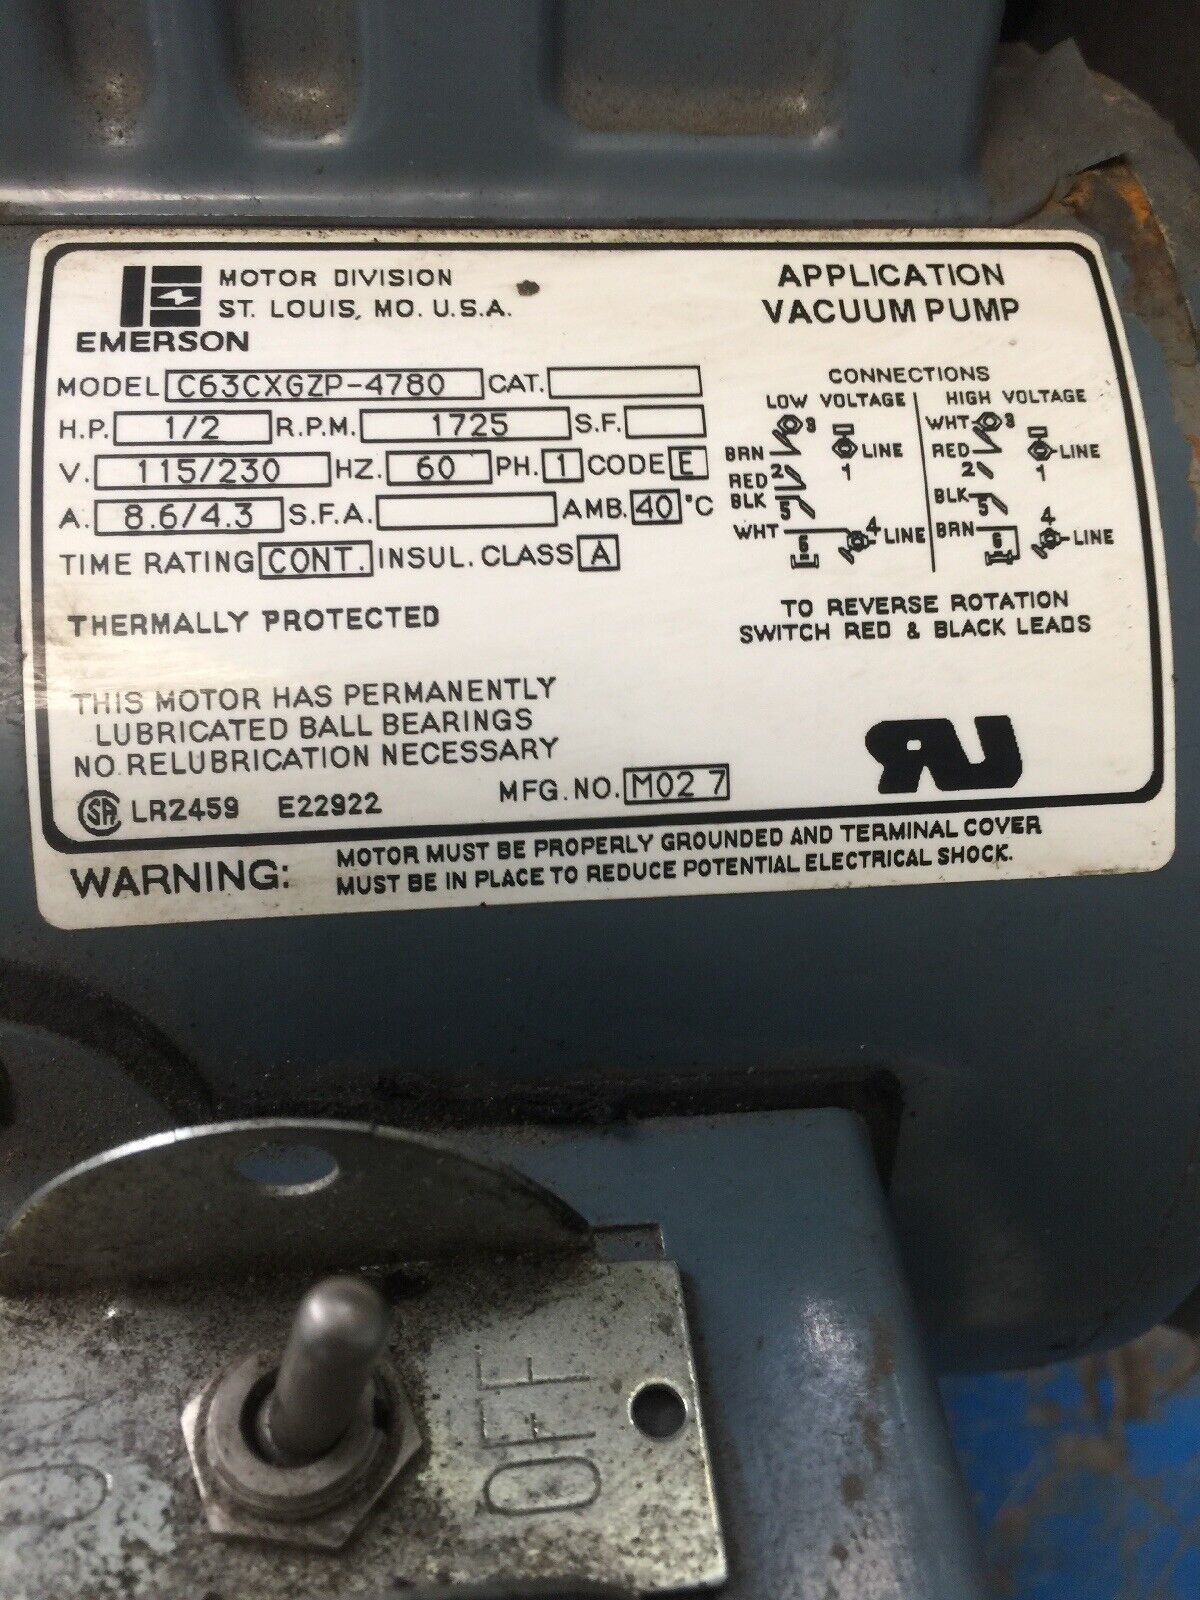 MOTOR DIVISION
ST. LOUIS, MO. U.S.A.
EMERSON
APPLICATION
VACUUM PUMP
MODEL C63CXGZP-4780 CAT.
H.P. 1/2 R.P.M. 1725 S.F.
V. 115/230 HZ. 60 PH. 1 CODE E
A. 8.6/4.3 S.F.A. AMB. 40 °C
TIME RATING CONT. INSUL. CLASS A
THERMALLY PROTECTED
THIS MOTOR HAS PERMANENTLY
LUBRICATED BALL BEARINGS
NO RELUBRICATION NECESSARY
MFG. NO. M02 7
SA LR2459 E22922
CONNECTIONS
LOW VOLTAGE
3
BRN
LINE
1
2
RED
BLK
5
WHT
6
4
LINE
HIGH VOLTAGE
WHT
3
RED
LINE
2
1
BLK
5
BRN
6
4
LINE
TO REVERSE ROTATION
SWITCH RED & BLACK LEADS
RU
WARNING: MOTOR MUST BE PROPERLY GROUNDED AND TERMINAL COVER
MUST BE IN PLACE TO REDUCE POTENTIAL ELECTRICAL SHOCK.
OFF